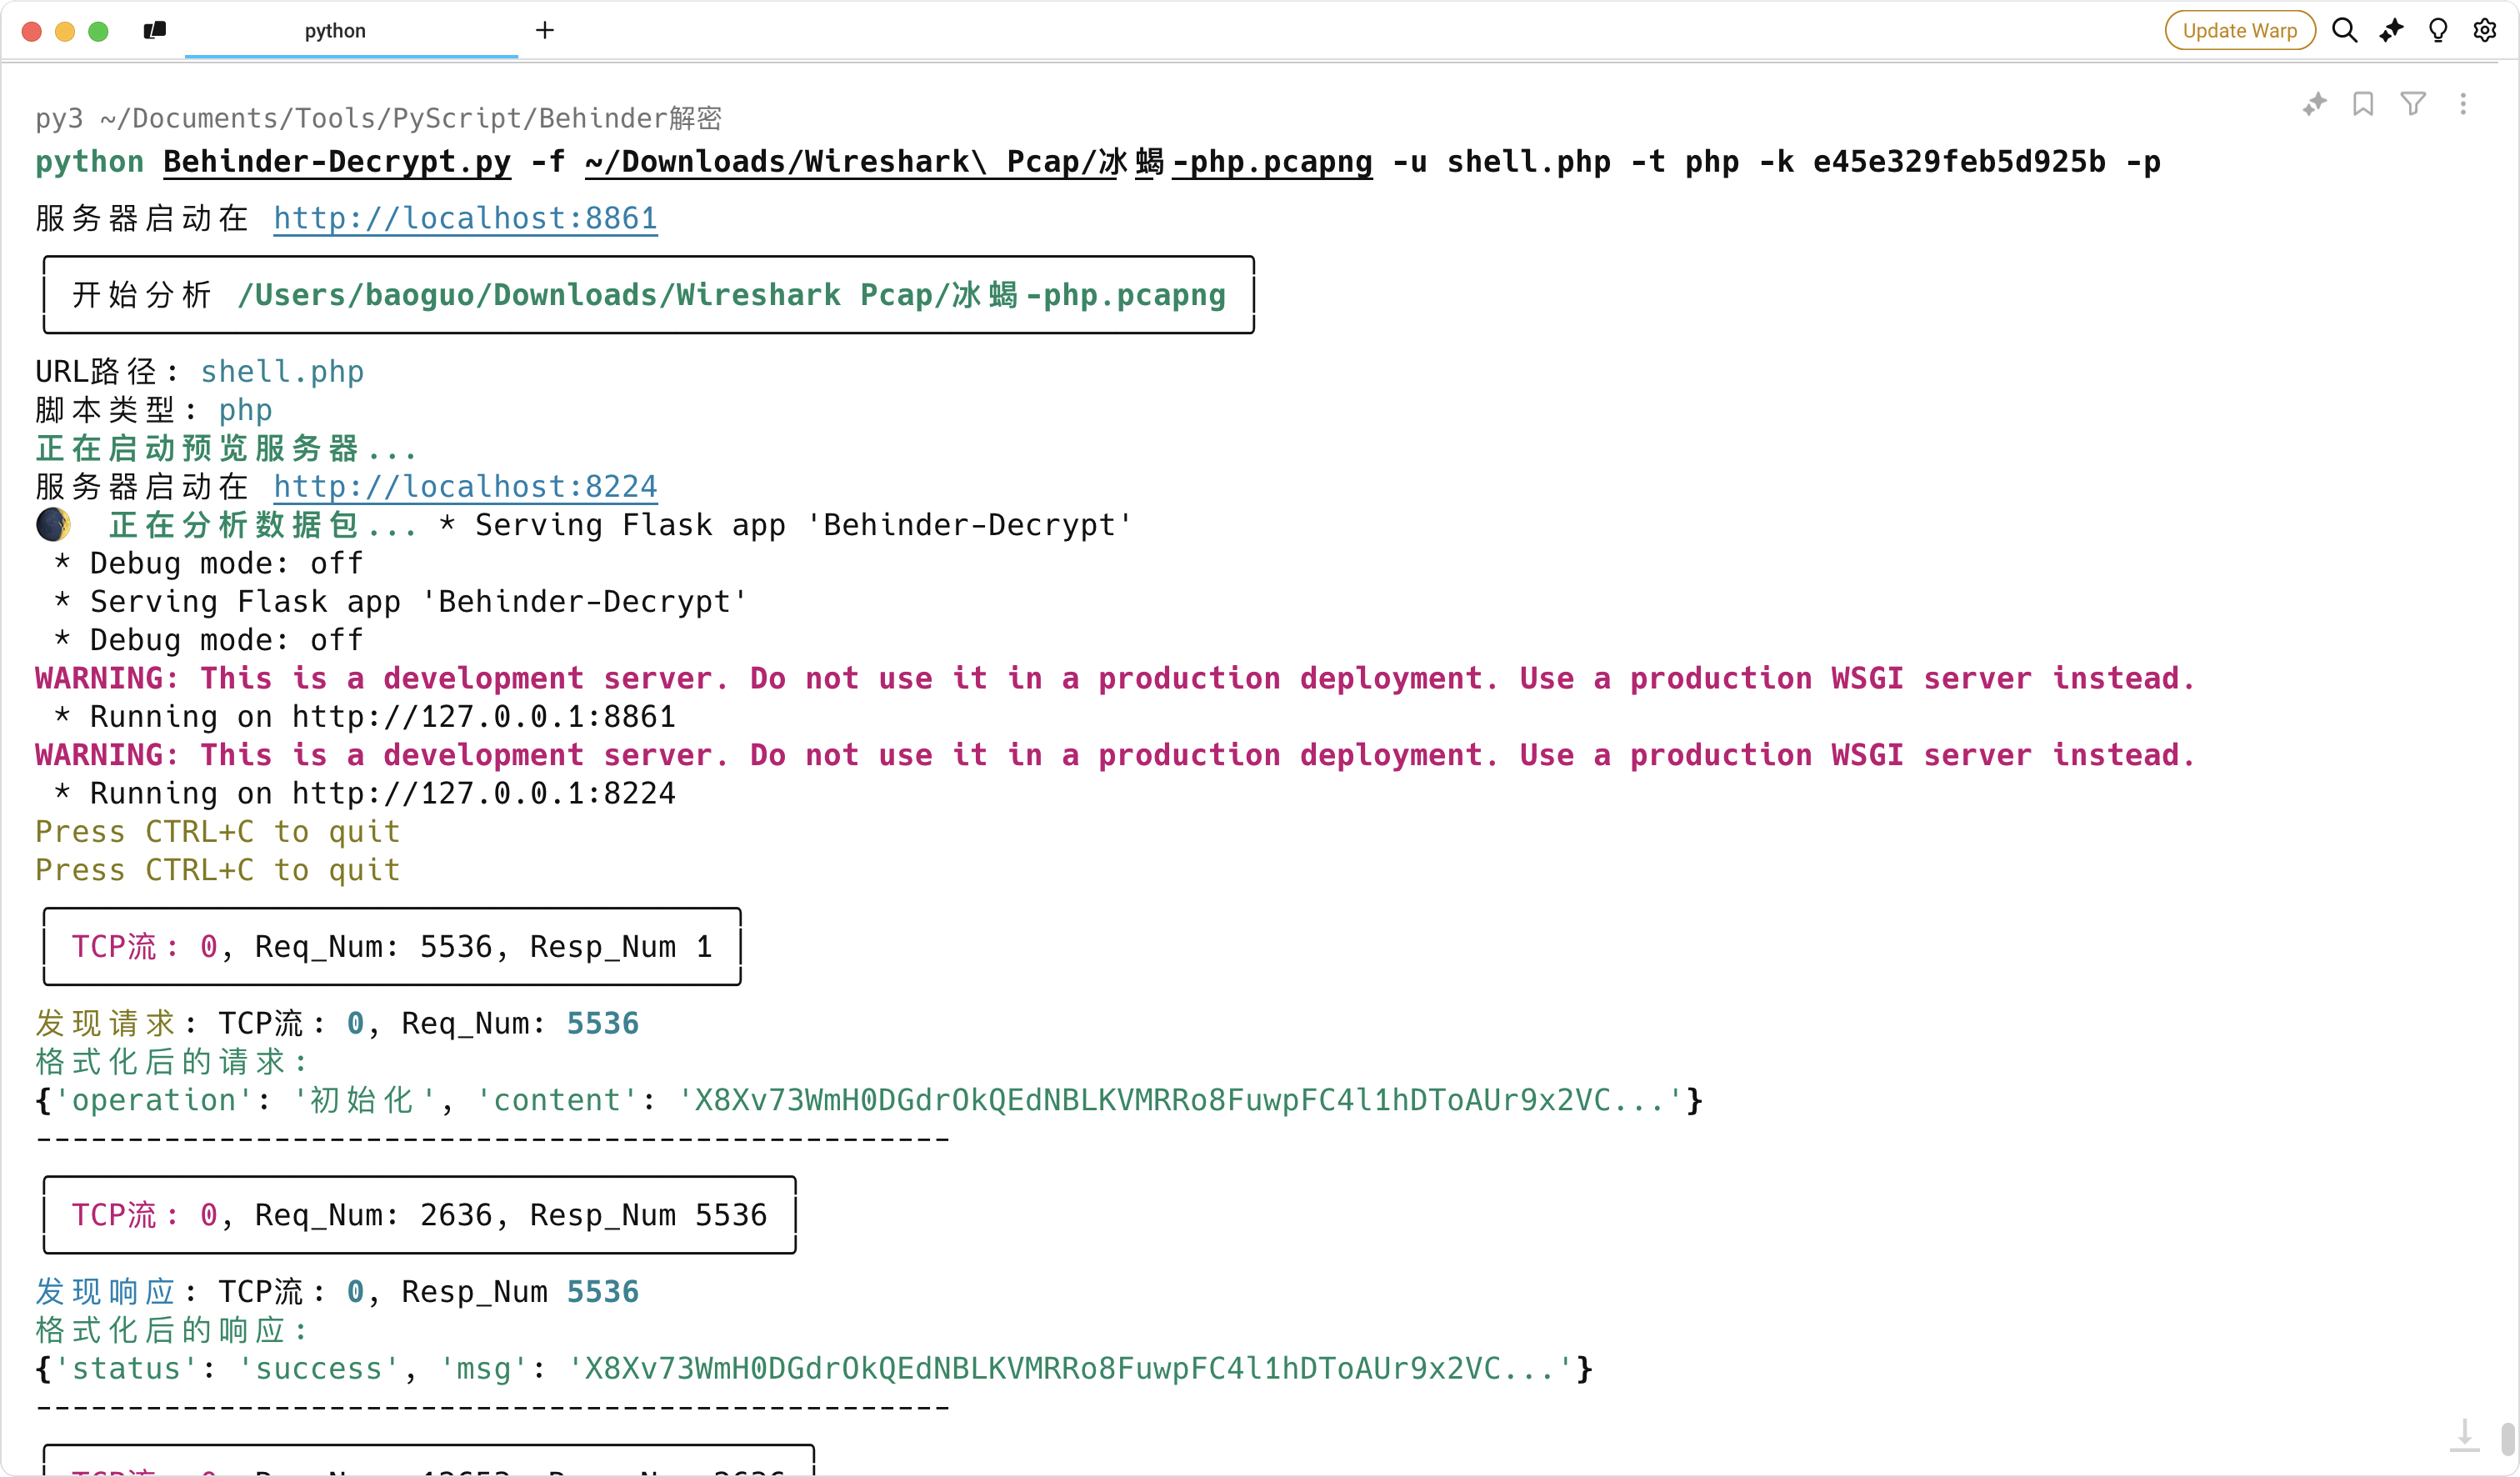 python
Update Warp
py3 ~/Documents/Tools/PyScript/Behinder解密
python Behinder-Decrypt.py -f ~/Downloads/Wireshark\ Pcap/冰蝎-php.pcapng -u shell.php -t php -k e45e329feb5d925b -p
服务器启动在 http://localhost:8861
开始分析 /Users/baoguo/Downloads/Wireshark Pcap/冰蝎-php.pcapng
URL路径: shell.php
脚本类型: php
正在启动预览服务器...
服务器启动在 http://localhost:8224
正在分析数据包... * Serving Flask app 'Behinder-Decrypt'
* Debug mode: off
* Serving Flask app 'Behinder-Decrypt'
* Debug mode: off
WARNING: This is a development server. Do not use it in a production deployment. Use a production WSGI server instead.
* Running on http://127.0.0.1:8861
WARNING: This is a development server. Do not use it in a production deployment. Use a production WSGI server instead.
* Running on http://127.0.0.1:8224
Press CTRL+C to quit
Press CTRL+C to quit
TCP流: 0, Req_Num: 5536, Resp_Num 1
发现请求: TCP流: 0, Req_Num: 5536
格式化后的请求:
{'operation': '初始化', 'content': 'X8Xv73WmH0DGdrOkQEdNBLKVMRRo8FuwpFC4l1hDToAUr9x2VC...'}
--------------------------------------------------
TCP流: 0, Req_Num: 2636, Resp_Num 5536
发现响应: TCP流: 0, Resp_Num 5536
格式化后的响应:
{'status': 'success', 'msg': 'X8Xv73WmH0DGdrOkQEdNBLKVMRRo8FuwpFC4l1hDToAUr9x2VC...'}
--------------------------------------------------